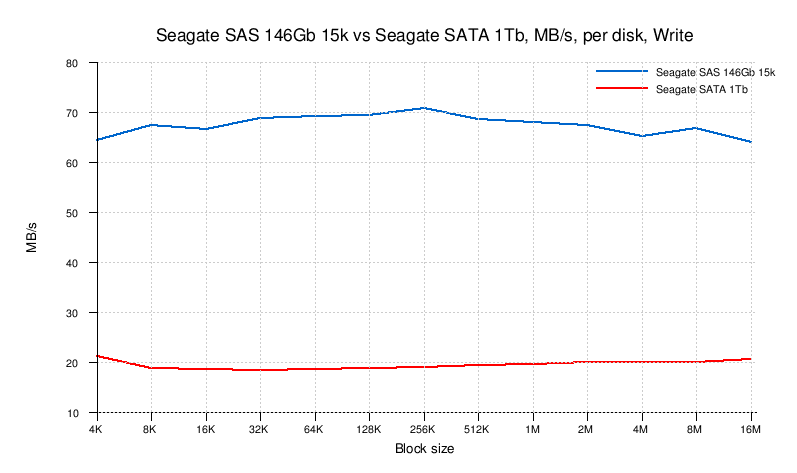 Seagate SAS 146Gb 15k vs Seagate SATA 1Tb, MB/s, per disk, Write
Seagate SAS 146Gb 15k
Seagate SATA 1Tb
MB/s
80
70
60
50
40
30
20
10
4K 8K 16K 32K 64K 128K 256K 512K 1M 2M 4M 8M 16M
Block size